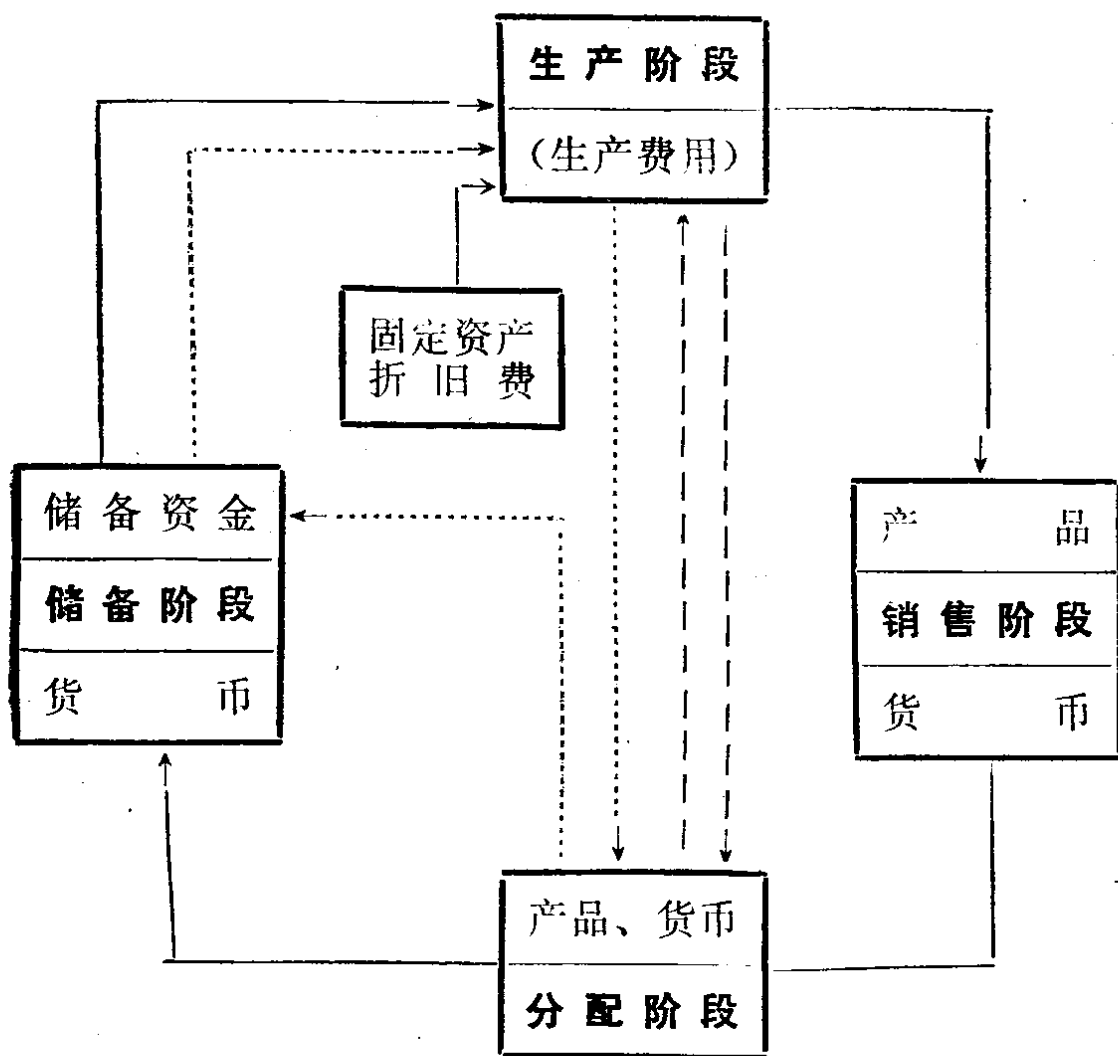 生产阶段
(生产费用)
固定资产
折旧费
储备资金
储备阶段
货币
产品
销售阶段
货币
产品、货币
分配阶段